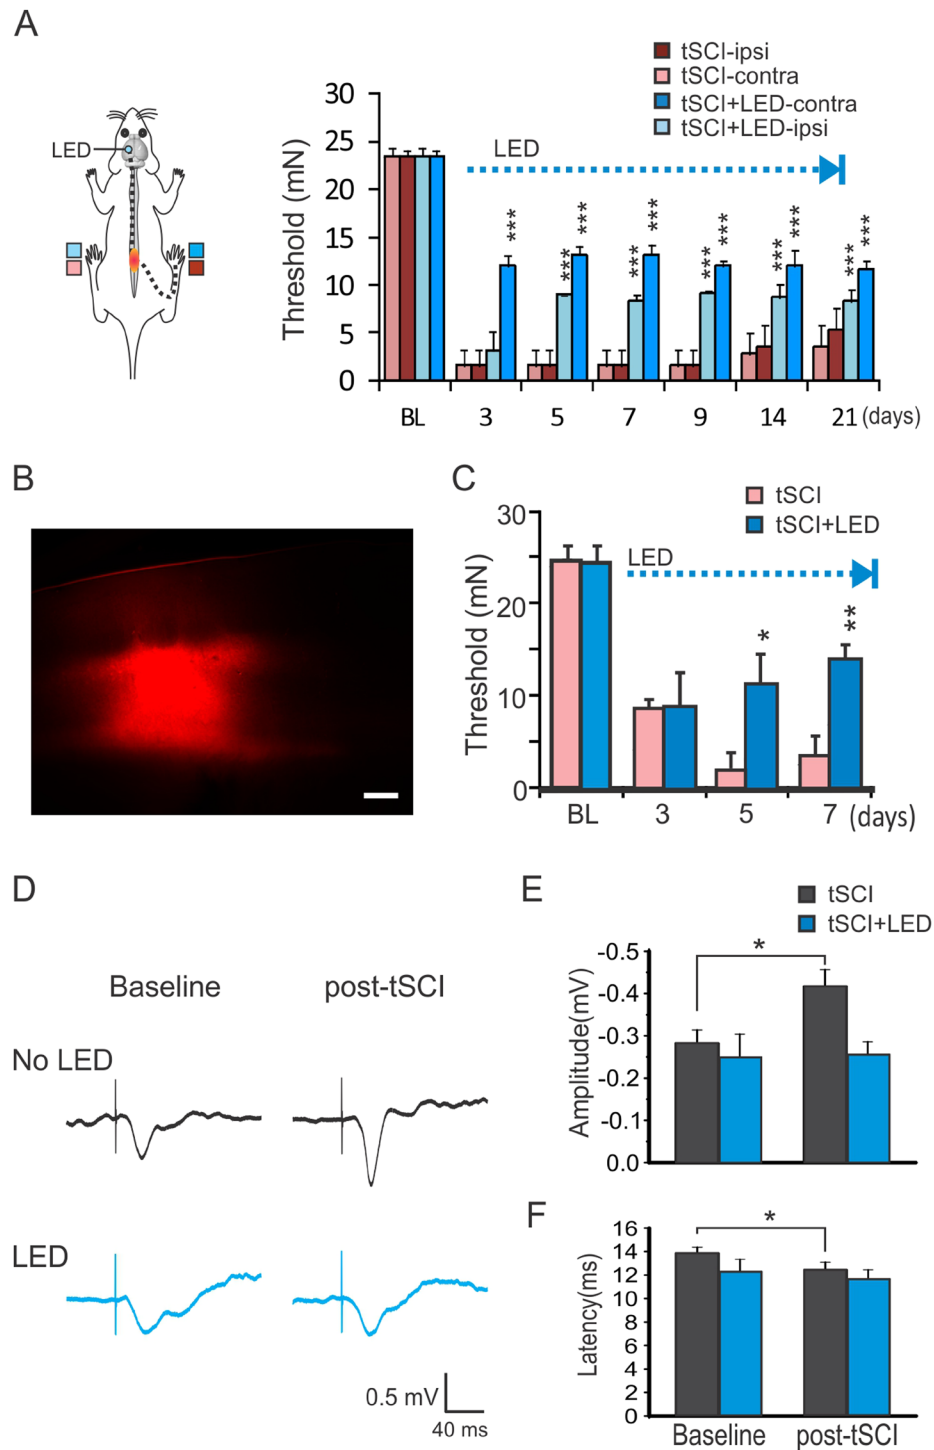 A
tSCI-ipsi
tSCI-contra
tSCI+LED-contra
tSCI+LED-ipsi
LED
Threshold (mN)
30
25
20
15
10
5
0
LED
***
***
***
***
***
***
***
***
***
***
***
BL 3 5 7 9 14 21 (days)
B
C
tSCI
tSCI+LED
Threshold (mN)
30
20
10
0
LED
*
**
BL 3 5 7 (days)
D
Baseline post-tSCI
No LED
LED
0.5 mV
40 ms
E
tSCI
tSCI+LED
Amplitude(mV)
-0.5
-0.4
-0.3
-0.2
-0.1
0.0
*
F
Latency(ms)
16
14
12
10
8
6
4
2
0
*
Baseline post-tSCI